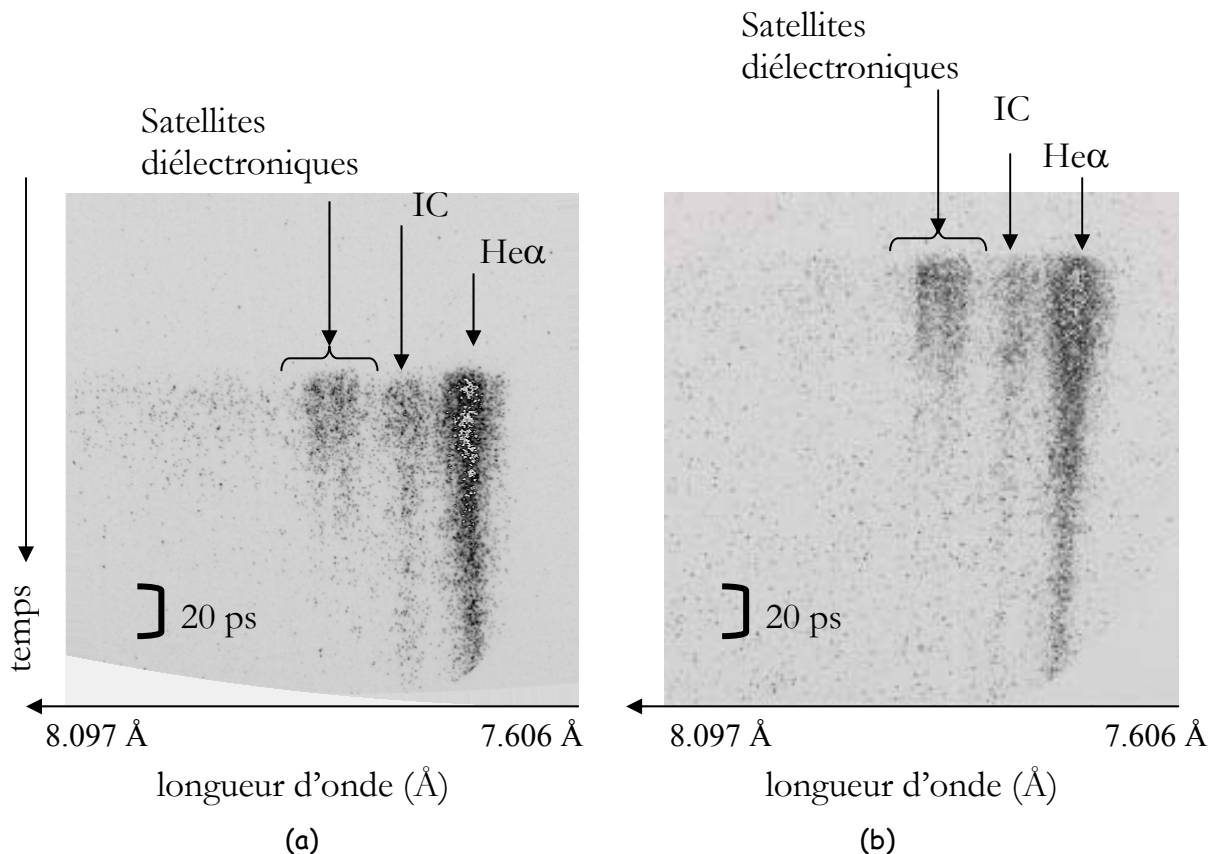 Satellites
diélectroniques
IC
Heα
temps
20 ps
8.097 Å
7.606 Å
longueur d'onde (Å)
(a)
Satellites
diélectroniques
IC
Heα
20 ps
8.097 Å
7.606 Å
longueur d'onde (Å)
(b)